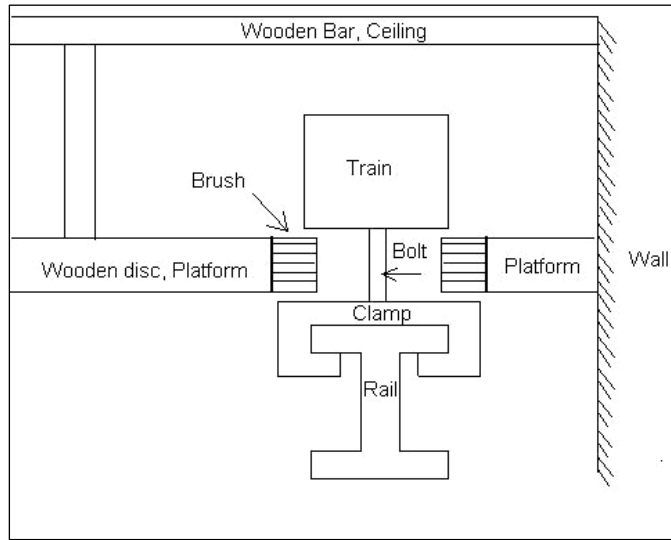 Wooden Bar, Ceiling
Train
Brush
Bolt
Wall
Wooden disc, Platform
Platform
Clamp
Rail